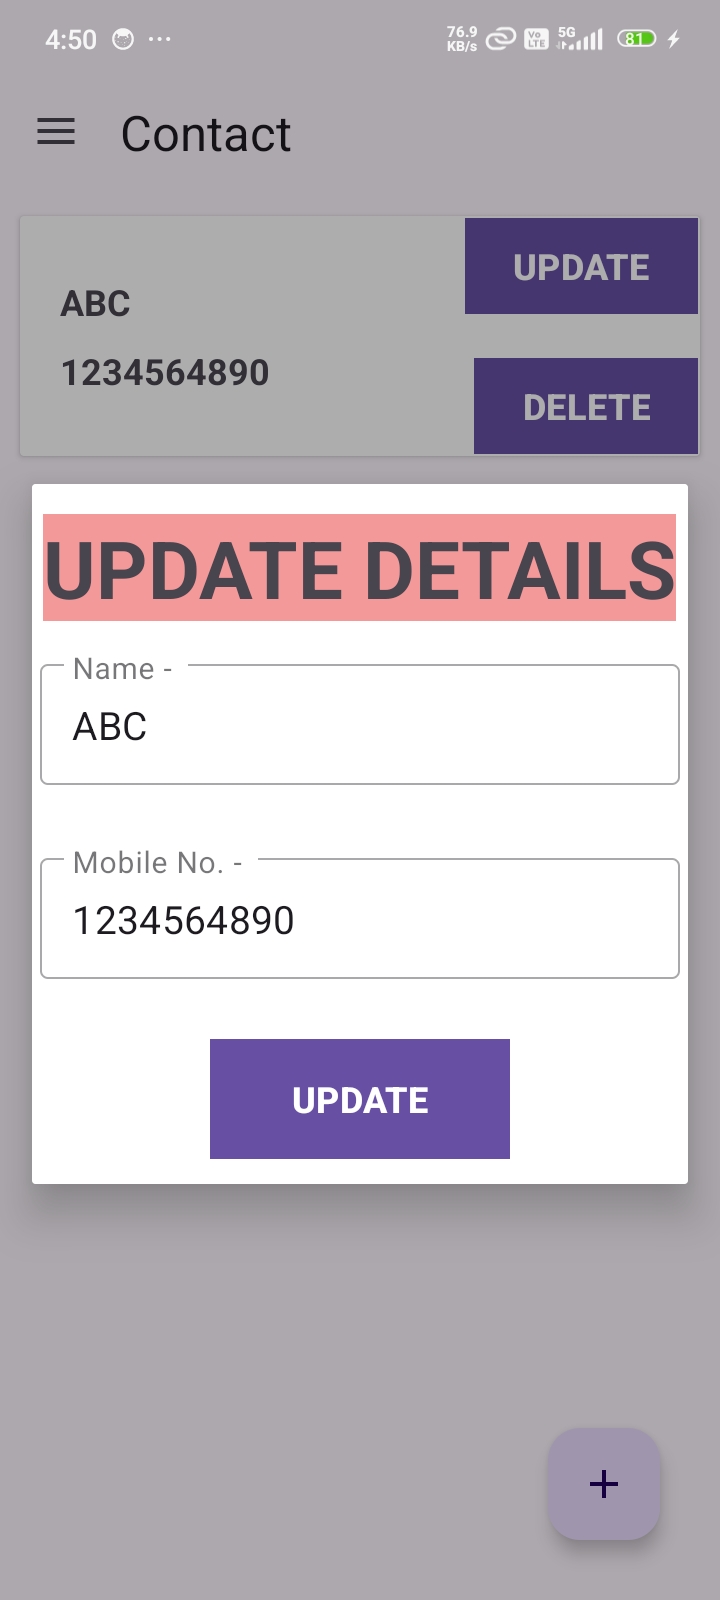 4:50 ... 76.9 KB/s Vo LTE 5G 81
Contact
UPDATE
ABC
1234564890
DELETE
UPDATE DETAILS
Name -
ABC
Mobile No. -
1234564890
UPDATE
+